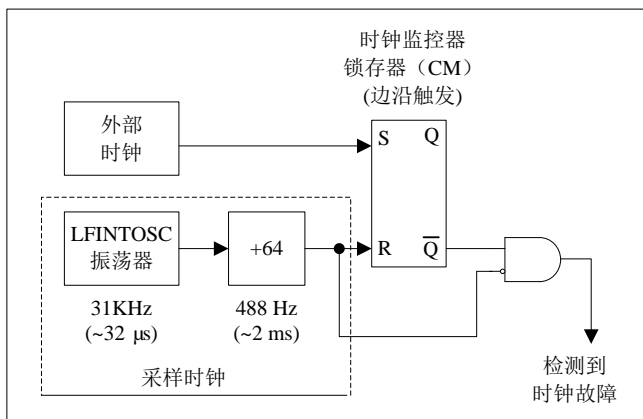 时钟监控器
锁存器（CM）
(边沿触发)
外部
时钟
S
Q
LFINTOSC
振荡器
+64
R
Q
31KHz
(~32 μs)
488 Hz
(~2 ms)
采样时钟
检测到
时钟故障